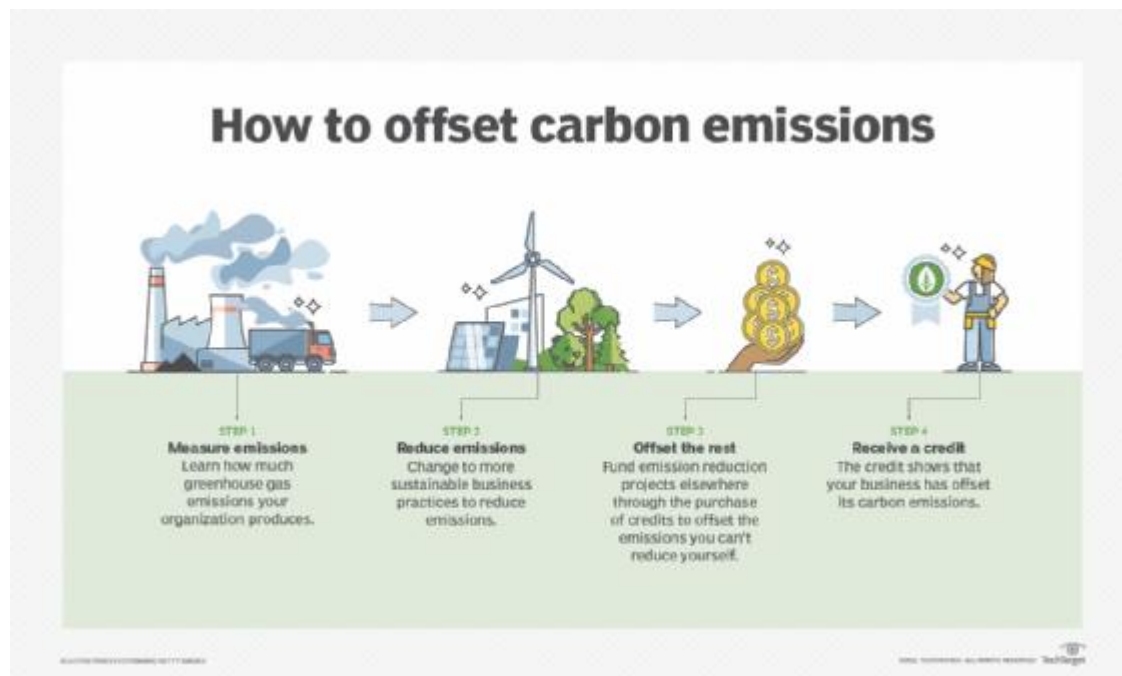 How to offset carbon emissions
STEP 1
Measure emissions
Learn how much
greenhouse gas
emissions your
organization produces.
STEP 2
Reduce emissions
Change to more
sustainable business
practices to reduce
emissions.
STEP 3
Offset the rest
Fund emission reduction
projects elsewhere
through the purchase
of credits to offset the
emissions you can't
reduce yourself.
STEP 4
Receive a credit
The credit shows that
your business has offset
its carbon emissions.
TechTarget